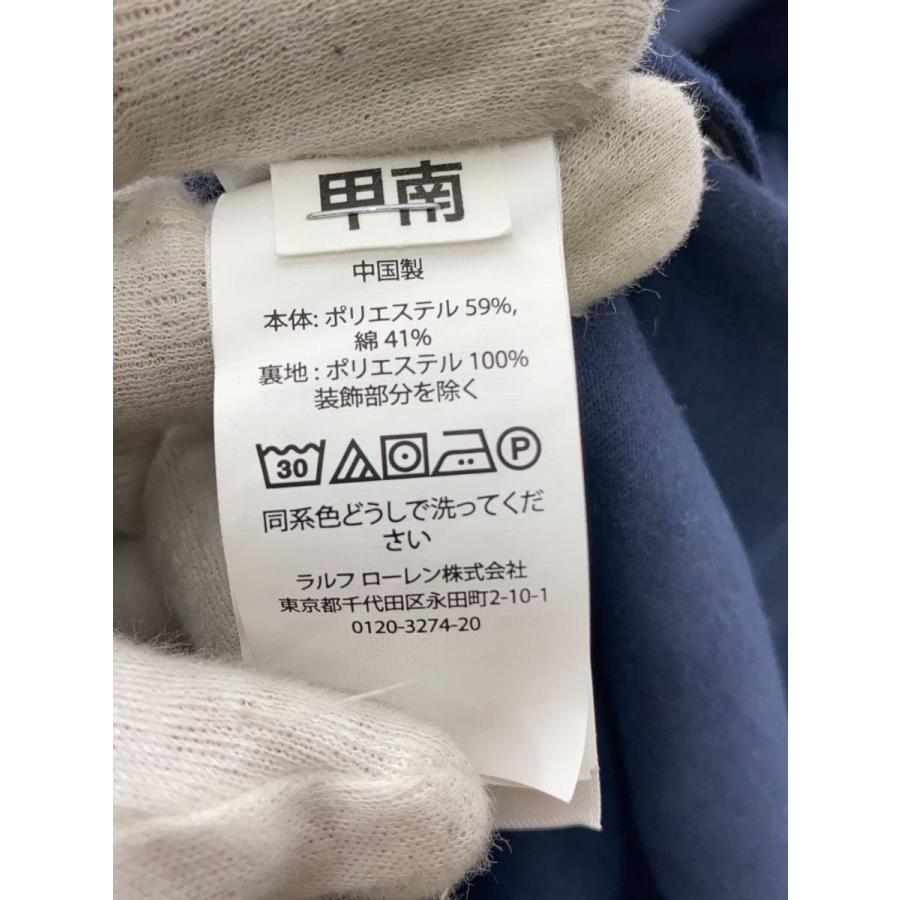 甲南
中国製
本体: ポリエステル 59%,
綿 41%
裏地 : ポリエステル 100%
装飾部分を除く
30 P
同系色どうしで洗ってくだ
さい
ラルフ ローレン株式会社
東京都千代田区永田町2-10-1
0120-3274-20